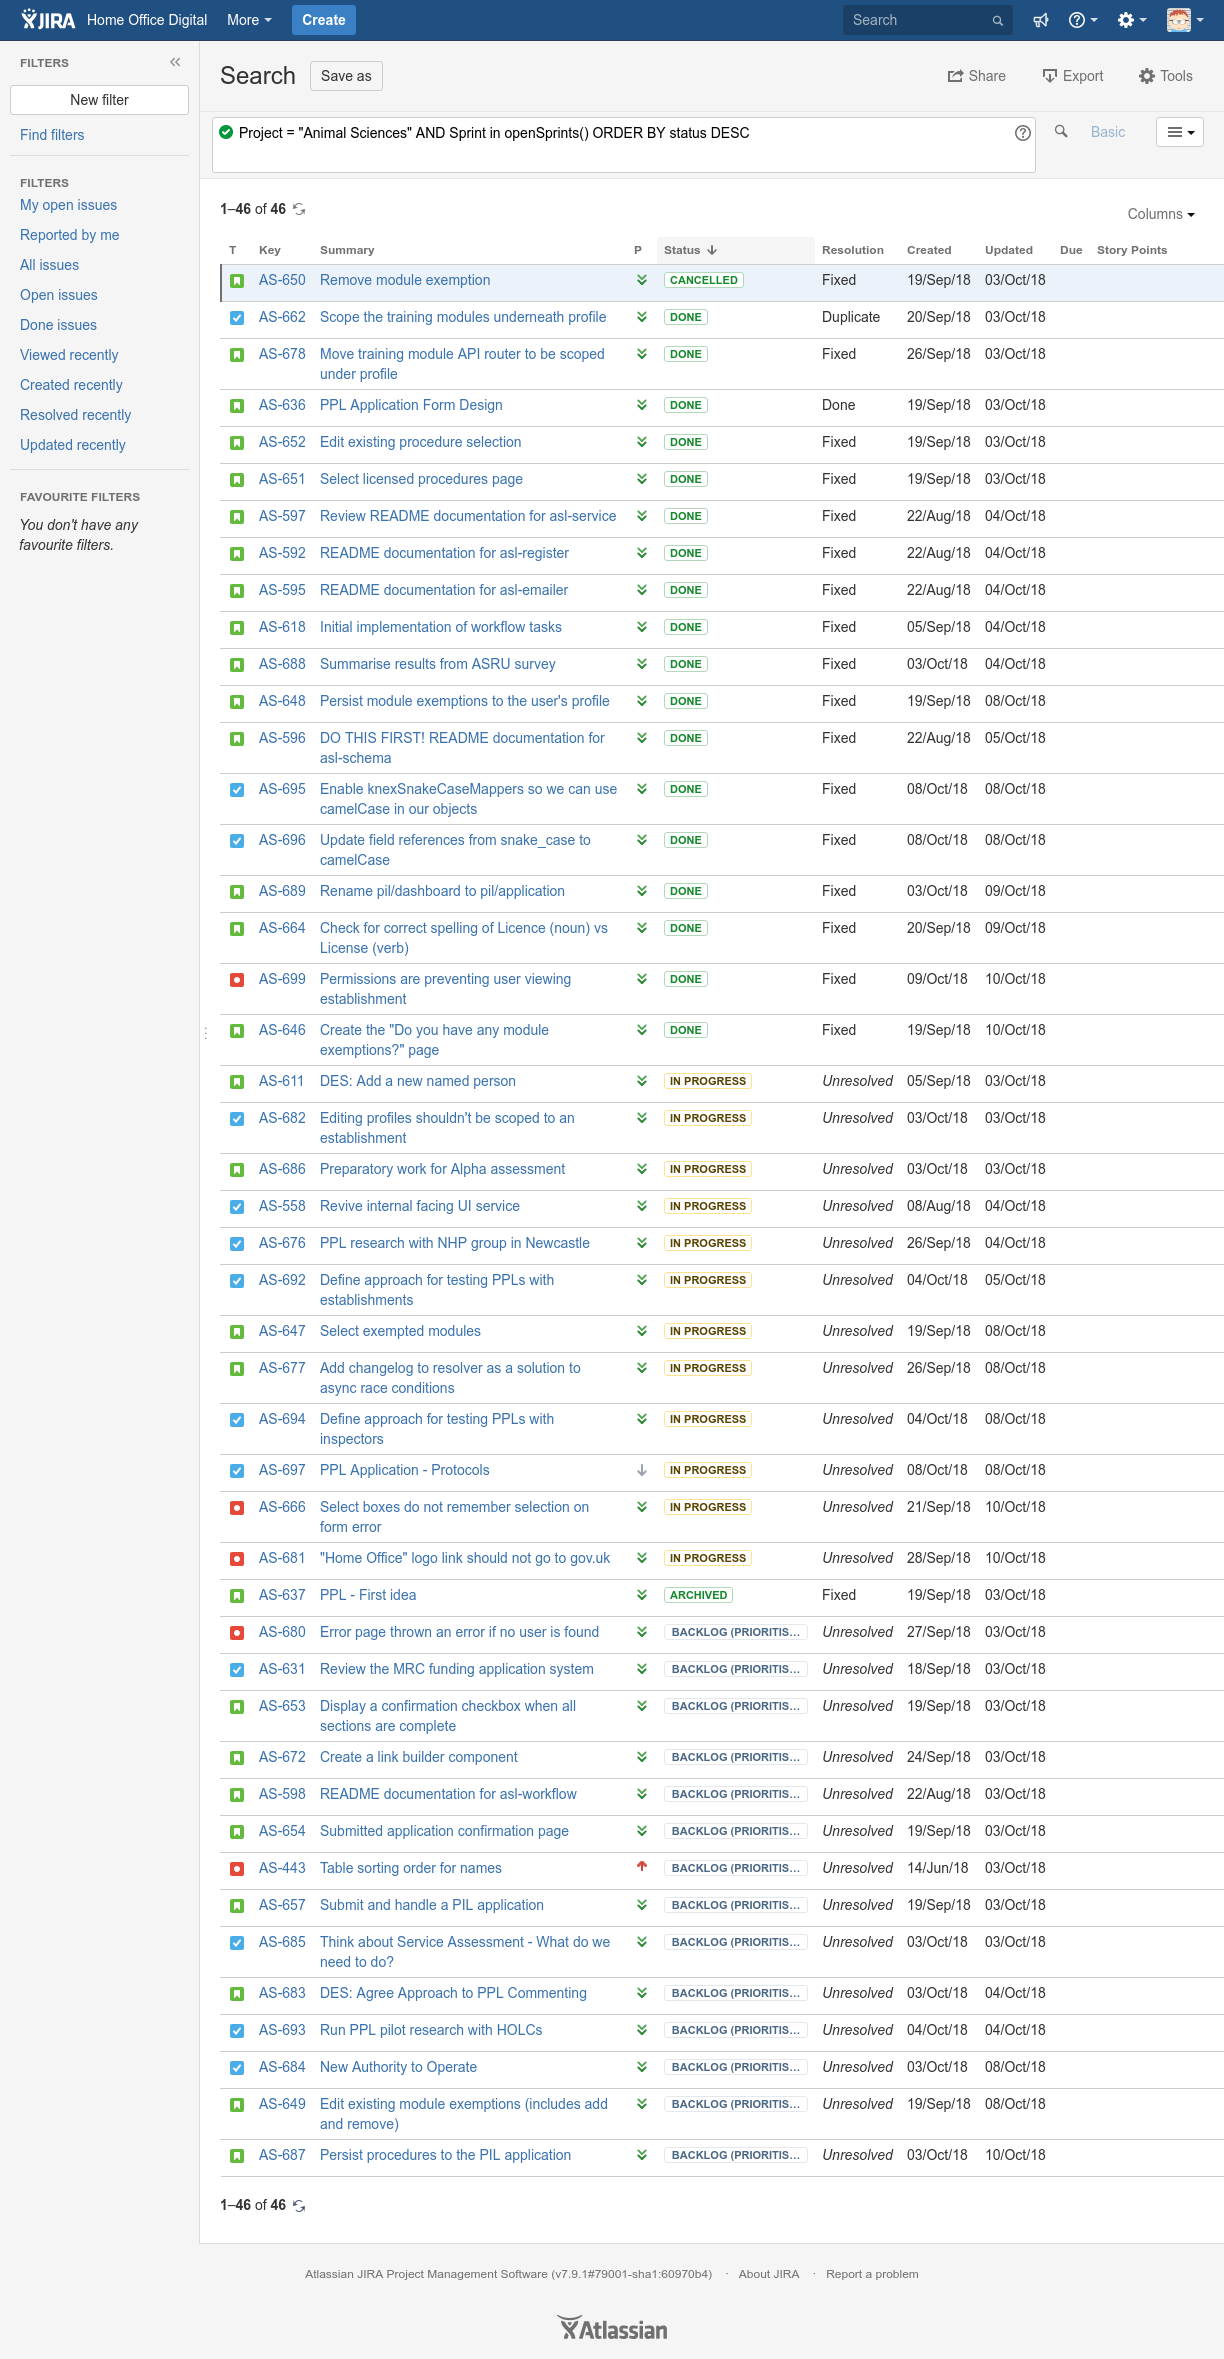 JIRA Home Office Digital More Create Search
FILTERS
New filter
Find filters
FILTERS
My open issues
Reported by me
All issues
Open issues
Done issues
Viewed recently
Created recently
Resolved recently
Updated recently
FAVOURITE FILTERS
You don't have any
favourite filters.
Search Save as Share Export Tools
Project = "Animal Sciences" AND Sprint in openSprints() ORDER BY status DESC Basic
1–46 of 46
Columns
T Key Summary P Status Resolution Created Updated Due Story Points
AS-650 Remove module exemption CANCELLED Fixed 19/Sep/18 03/Oct/18
AS-662 Scope the training modules underneath profile DONE Duplicate 20/Sep/18 03/Oct/18
AS-678 Move training module API router to be scoped DONE Fixed 26/Sep/18 03/Oct/18
under profile
AS-636 PPL Application Form Design DONE Done 19/Sep/18 03/Oct/18
AS-652 Edit existing procedure selection DONE Fixed 19/Sep/18 03/Oct/18
AS-651 Select licensed procedures page DONE Fixed 19/Sep/18 03/Oct/18
AS-597 Review README documentation for asl-service DONE Fixed 22/Aug/18 04/Oct/18
AS-592 README documentation for asl-register DONE Fixed 22/Aug/18 04/Oct/18
AS-595 README documentation for asl-emailer DONE Fixed 22/Aug/18 04/Oct/18
AS-618 Initial implementation of workflow tasks DONE Fixed 05/Sep/18 04/Oct/18
AS-688 Summarise results from ASRU survey DONE Fixed 03/Oct/18 04/Oct/18
AS-648 Persist module exemptions to the user's profile DONE Fixed 19/Sep/18 08/Oct/18
AS-596 DO THIS FIRST! README documentation for DONE Fixed 22/Aug/18 05/Oct/18
asl-schema
AS-695 Enable knexSnakeCaseMappers so we can use DONE Fixed 08/Oct/18 08/Oct/18
camelCase in our objects
AS-696 Update field references from snake_case to DONE Fixed 08/Oct/18 08/Oct/18
camelCase
AS-689 Rename pil/dashboard to pil/application DONE Fixed 03/Oct/18 09/Oct/18
AS-664 Check for correct spelling of Licence (noun) vs DONE Fixed 20/Sep/18 09/Oct/18
License (verb)
AS-699 Permissions are preventing user viewing DONE Fixed 09/Oct/18 10/Oct/18
establishment
AS-646 Create the "Do you have any module DONE Fixed 19/Sep/18 10/Oct/18
exemptions?" page
AS-611 DES: Add a new named person IN PROGRESS Unresolved 05/Sep/18 03/Oct/18
AS-682 Editing profiles shouldn't be scoped to an IN PROGRESS Unresolved 03/Oct/18 03/Oct/18
establishment
AS-686 Preparatory work for Alpha assessment IN PROGRESS Unresolved 03/Oct/18 03/Oct/18
AS-558 Revive internal facing UI service IN PROGRESS Unresolved 08/Aug/18 04/Oct/18
AS-676 PPL research with NHP group in Newcastle IN PROGRESS Unresolved 26/Sep/18 04/Oct/18
AS-692 Define approach for testing PPLs with IN PROGRESS Unresolved 04/Oct/18 05/Oct/18
establishments
AS-647 Select exempted modules IN PROGRESS Unresolved 19/Sep/18 08/Oct/18
AS-677 Add changelog to resolver as a solution to IN PROGRESS Unresolved 26/Sep/18 08/Oct/18
async race conditions
AS-694 Define approach for testing PPLs with IN PROGRESS Unresolved 04/Oct/18 08/Oct/18
inspectors
AS-697 PPL Application - Protocols IN PROGRESS Unresolved 08/Oct/18 08/Oct/18
AS-666 Select boxes do not remember selection on IN PROGRESS Unresolved 21/Sep/18 10/Oct/18
form error
AS-681 "Home Office" logo link should not go to gov.uk IN PROGRESS Unresolved 28/Sep/18 10/Oct/18
AS-637 PPL - First idea ARCHIVED Fixed 19/Sep/18 03/Oct/18
AS-680 Error page thrown an error if no user is found BACKLOG (PRIORITIS... Unresolved 27/Sep/18 03/Oct/18
AS-631 Review the MRC funding application system BACKLOG (PRIORITIS... Unresolved 18/Sep/18 03/Oct/18
AS-653 Display a confirmation checkbox when all BACKLOG (PRIORITIS... Unresolved 19/Sep/18 03/Oct/18
sections are complete
AS-672 Create a link builder component BACKLOG (PRIORITIS... Unresolved 24/Sep/18 03/Oct/18
AS-598 README documentation for asl-workflow BACKLOG (PRIORITIS... Unresolved 22/Aug/18 03/Oct/18
AS-654 Submitted application confirmation page BACKLOG (PRIORITIS... Unresolved 19/Sep/18 03/Oct/18
AS-443 Table sorting order for names BACKLOG (PRIORITIS... Unresolved 14/Jun/18 03/Oct/18
AS-657 Submit and handle a PIL application BACKLOG (PRIORITIS... Unresolved 19/Sep/18 03/Oct/18
AS-685 Think about Service Assessment - What do we BACKLOG (PRIORITIS... Unresolved 03/Oct/18 03/Oct/18
need to do?
AS-683 DES: Agree Approach to PPL Commenting BACKLOG (PRIORITIS... Unresolved 03/Oct/18 04/Oct/18
AS-693 Run PPL pilot research with HOLCs BACKLOG (PRIORITIS... Unresolved 04/Oct/18 04/Oct/18
AS-684 New Authority to Operate BACKLOG (PRIORITIS... Unresolved 03/Oct/18 08/Oct/18
AS-649 Edit existing module exemptions (includes add BACKLOG (PRIORITIS... Unresolved 19/Sep/18 08/Oct/18
and remove)
AS-687 Persist procedures to the PIL application BACKLOG (PRIORITIS... Unresolved 03/Oct/18 10/Oct/18
1–46 of 46
Atlassian JIRA Project Management Software (v7.9.1#79001-sha1:60970b4) · About JIRA · Report a problem
Atlassian